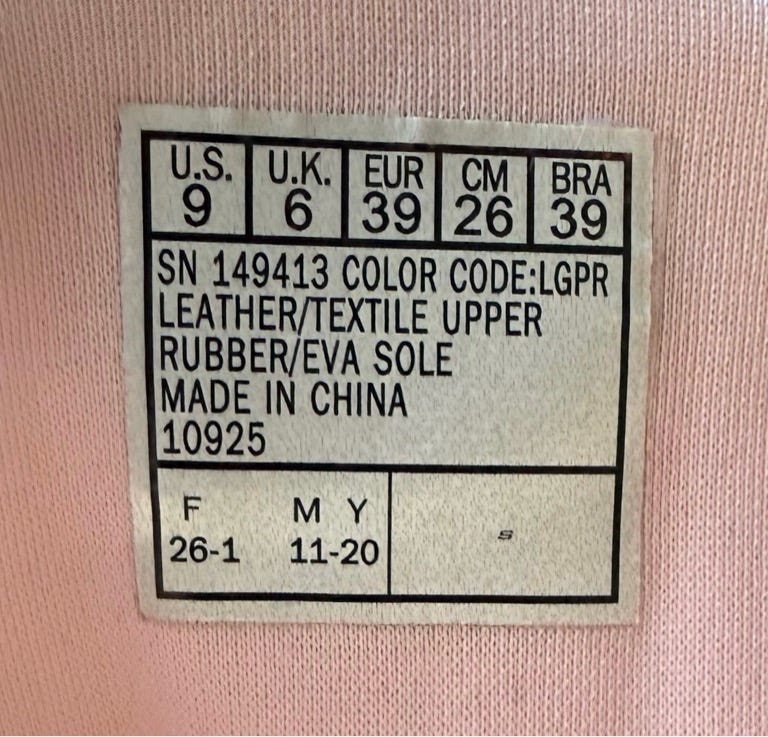 U.S. U.K. EUR CM BRA
9 6 39 26 39
SN 149413 COLOR CODE:LGPR
LEATHER/TEXTILE UPPER
RUBBER/EVA SOLE
MADE IN CHINA
10925
F M Y
26-1 11-20
S